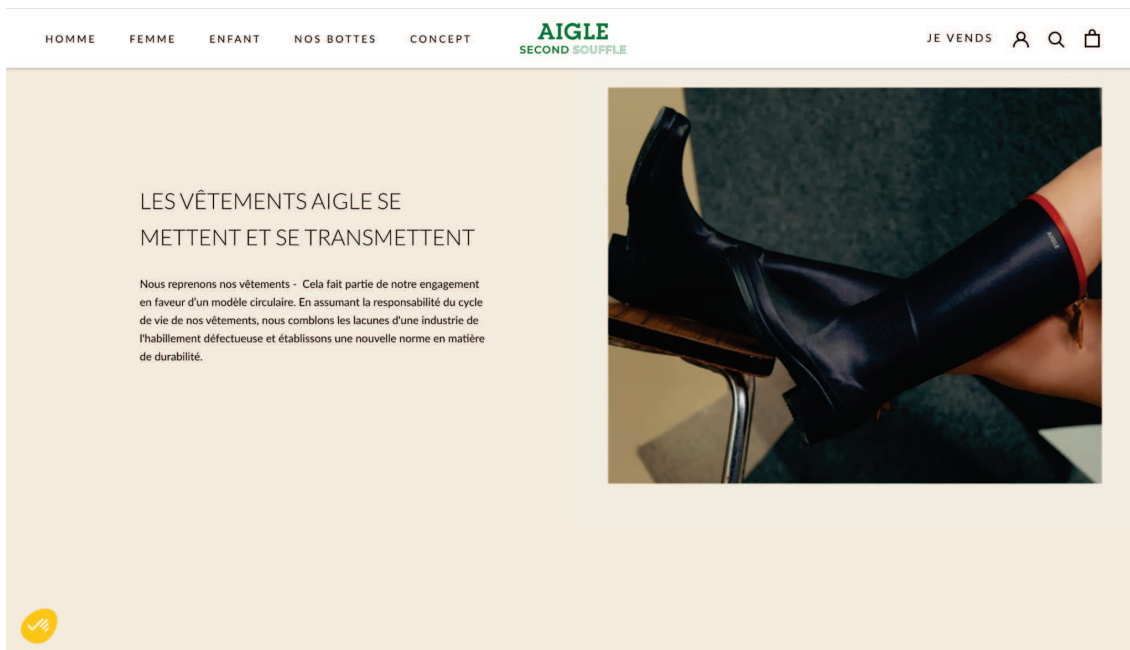 HOMME FEMME ENFANT NOS BOTTES CONCEPT AIGLE JE VENDS
SECOND SOUFFLE
LES VÊTEMENTS AIGLE SE
METTENT ET SE TRANSMETTENT
Nous reprenons nos vêtements - Cela fait partie de notre engagement
en faveur d'un modèle circulaire. En assumant la responsabilité du cycle
de vie de nos vêtements, nous comblons les lacunes d'une industrie de
l'habillement défectueuse et établissons une nouvelle norme en matière
de durabilité.
AIGLE